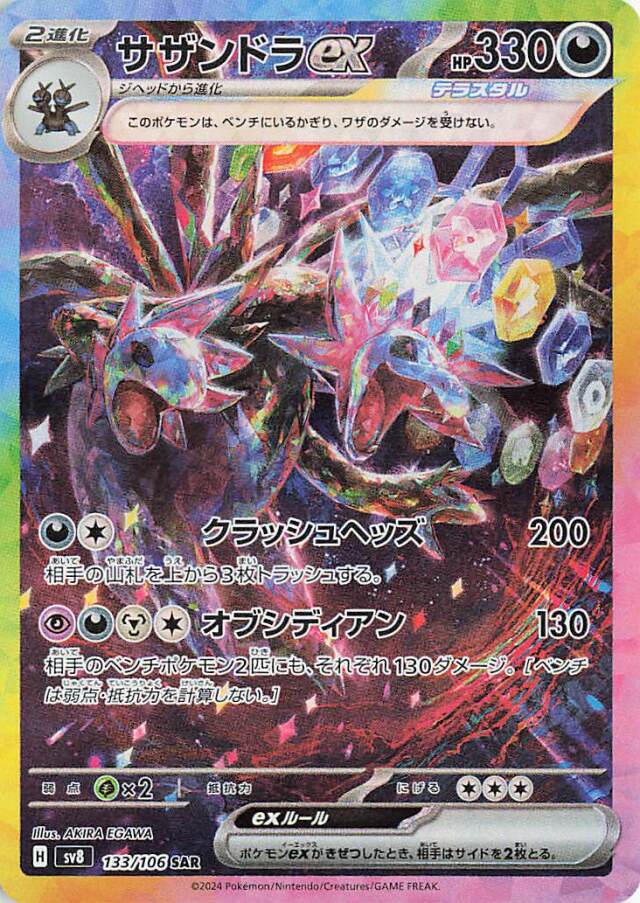 2進化
サザンドラex
HP330
ジヘッドから進化
テラスタル
このポケモンは、ベンチにいるかぎり、ワザのダメージを受けない。
クラッシュヘッズ 200
相手の山札を上から3枚トラッシュする。
オブシディアン 130
相手のベンチポケモン2匹にも、それぞれ130ダメージ。[ベンチ
は弱点・抵抗力を計算しない。]
弱点 ×2 抵抗力 にげる
exルール
ポケモンexがきぜつしたとき、相手はサイドを2枚とる。
Illus. AKIRA EGAWA
H sv8 133/106 SAR
©2024 Pokémon/Nintendo/Creatures/GAME FREAK.